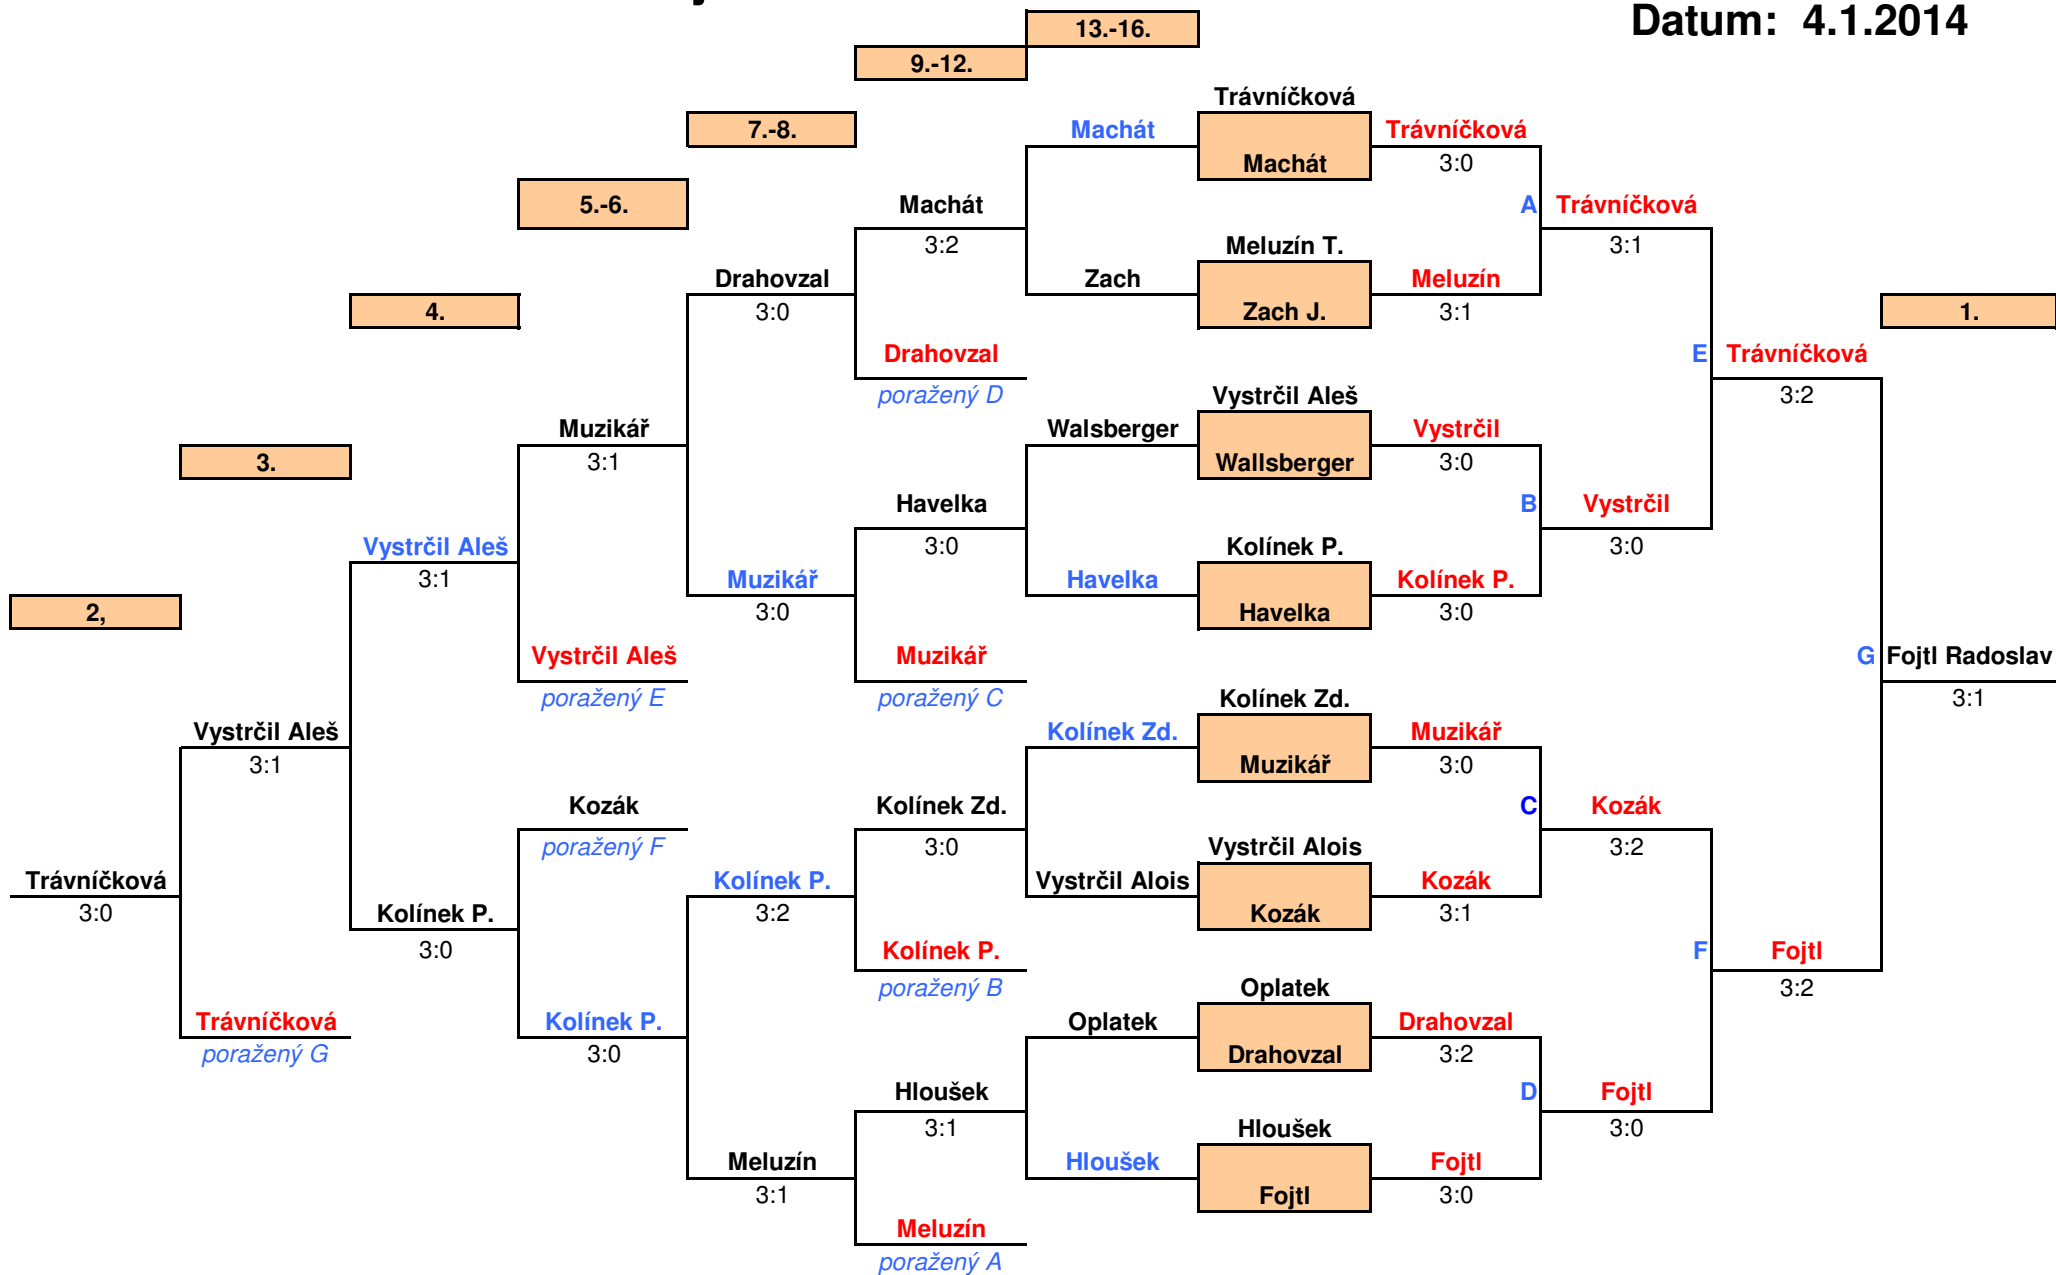 Datum: 4.1.2014
13.-16.
9.-12.
Trávníčková
7.-8.
Machát
Trávníčková
Machát
3:0
5.-6.
Machát
A
Trávníčková
3:2
Meluzín T.
3:1
Drahovzal
Zach
Meluzín
4.
3:0
Zach J.
3:1
1.
Drahovzal
E
Trávníčková
poražený D
Vystrčil Aleš
3:2
Muzikář
Walsberger
Vystrčil
3.
3:1
Wallsberger
3:0
Havelka
B
Vystrčil
Vystrčil Aleš
3:0
Kolínek P.
3:0
3:1
Muzikář
Havelka
Kolínek P.
2,
3:0
Havelka
3:0
Vystrčil Aleš
Muzikář
G
Fojtl Radoslav
poražený E
poražený C
Kolínek Zd.
3:1
Vystrčil Aleš
Kolínek Zd.
Muzikář
3:1
Muzikář
3:0
Kozák
Kolínek Zd.
C
Kozák
poražený F
3:0
Vystrčil Alois
3:2
Trávníčková
Kolínek P.
Vystrčil Alois
Kozák
3:0
Kolínek P.
3:2
Kozák
3:1
3:0
Kolínek P.
F
Fojtl
poražený B
Oplatek
3:2
Trávníčková
Kolínek P.
Oplatek
Drahovzal
poražený G
3:0
Drahovzal
3:2
Hloušek
D
Fojtl
3:1
Hloušek
3:0
Meluzín
Hloušek
Fojtl
3:1
Fojtl
3:0
Meluzín
poražený A